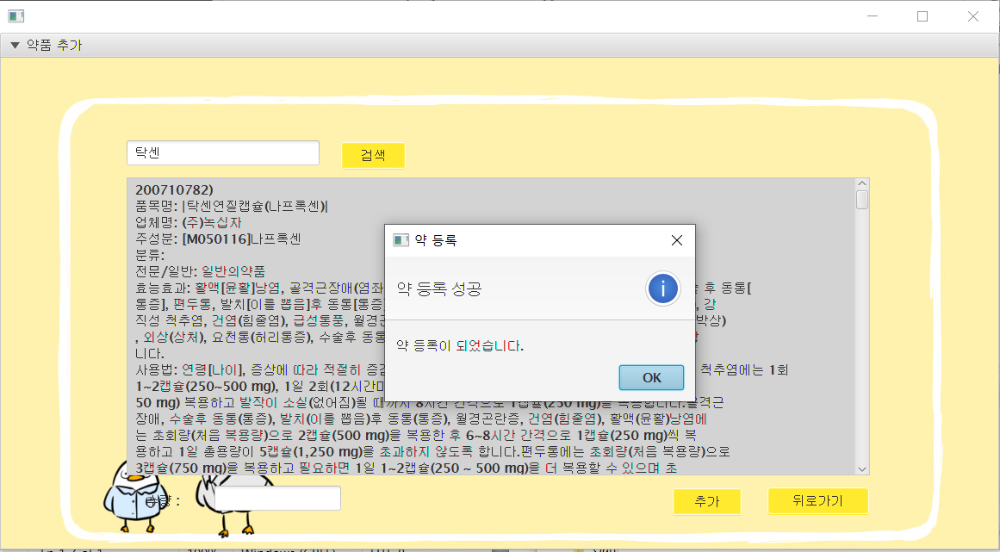 약품 추가
탁센
검색
200710782)
품목명: |탁센연질캡슐(나프록센)|
업체명: (주)녹십자
주성분: [M050116]나프록센
분류:
전문/일반: 일반의약품
효능효과: 활액[윤활]낭염, 골격근장애(염좌 후 동통[
통증], 편두통, 발치[이를 뽑음]후 동통[통증 강
직성 척추염, 건염(힘줄염), 급성통풍, 월경곤 박상)
, 외상(상처), 요천통(허리통증), 수술후 동통
니다.
사용법: 연령[나이], 증상에 따라 적절히 증감 척추염에는 1회
1~2캡슐(250~500 mg), 1일 2회(12시간마
50 mg) 복용하고 발작이 소실(없어짐)될 때까지 8시간 간격으로 1캡슐(250 mg)을 복용합니다.골격근
장애, 수술후 동통(통증), 발치(이를 뽑음)후 동통(통증), 월경곤란증, 건염(힘줄염), 활액(윤활)낭염에
는 초회량(처음 복용량)으로 2캡슐(500 mg)을 복용한 후 6~8시간 간격으로 1캡슐(250 mg)씩 복
용하고 1일 총용량이 5캡슐(1,250 mg)을 초과하지 않도록 합니다.편두통에는 초회량(처음 복용량)으로
3캡슐(750 mg)을 복용하고 필요하면 1일 1~2캡슐(250 ~ 500 mg)을 더 복용할 수 있으며 초
약 등록
약 등록 성공
약 등록이 되었습니다.
OK
수량 :
추가
뒤로가기